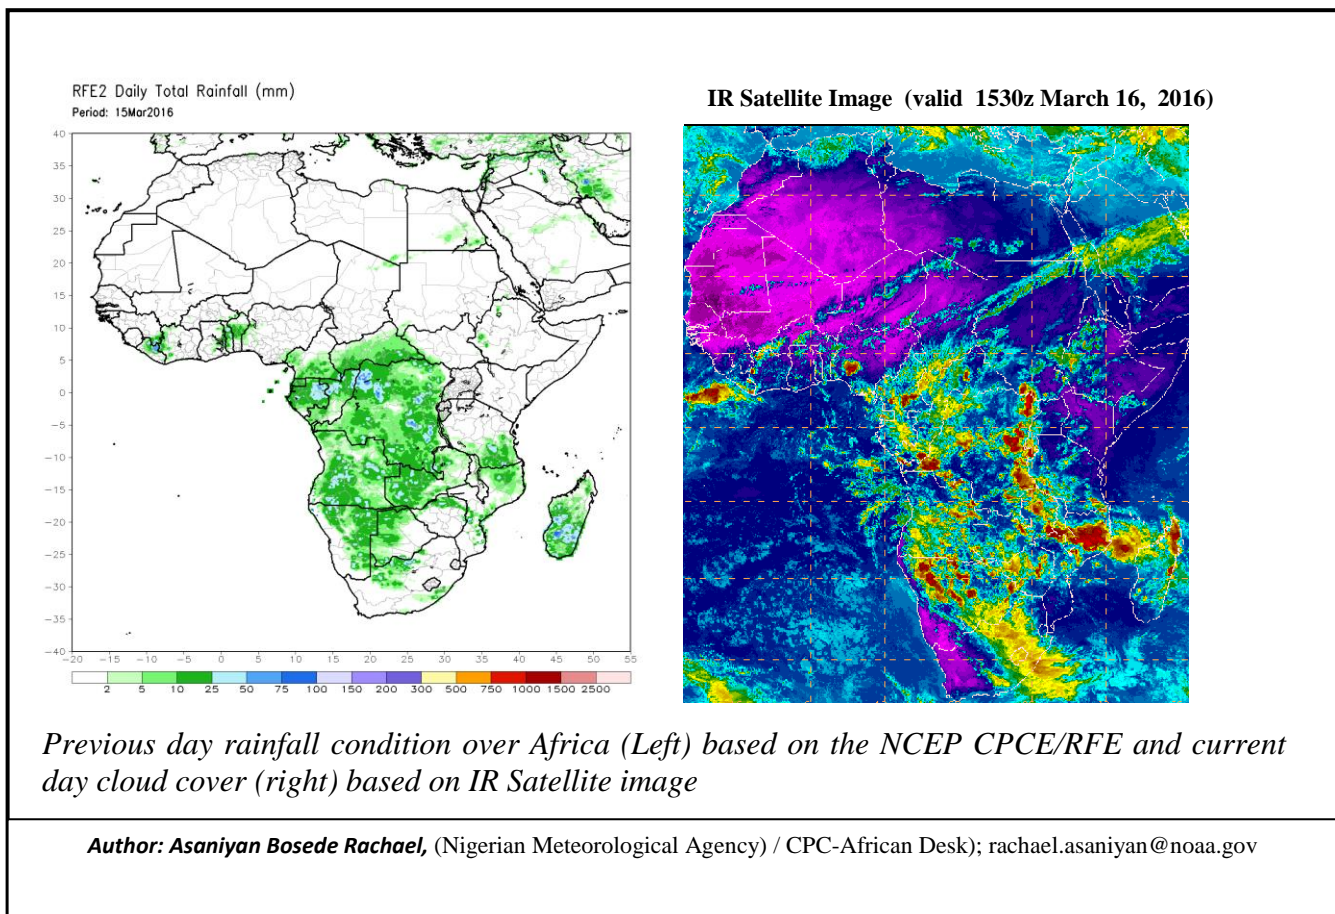 RFE2 Daily Total Rainfall (mm)
Period: 15Mar2016
IR Satellite Image (valid 1530z March 16, 2016)
40
35
30
25
20
15
10
5
0
-5
-10
-15
-20
-25
-30
-35
-40
-20 -15 -10 -5 0 5 10 15 20 25 30 35 40 45 50 55
2 5 10 25 50 75 100 150 200 300 500 750 1000 1500 2500
Previous day rainfall condition over Africa (Left) based on the NCEP CPCE/RFE and current
day cloud cover (right) based on IR Satellite image
Author: Asaniyan Bosede Rachael, (Nigerian Meteorological Agency) / CPC-African Desk); rachael.asaniyan@noaa.gov